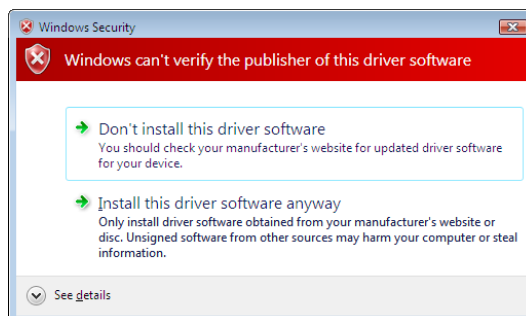 Windows Security
Windows can't verify the publisher of this driver software
Don't install this driver software
You should check your manufacturer's website for updated driver software
for your device.
Install this driver software anyway
Only install driver software obtained from your manufacturer's website or
disc. Unsigned software from other sources may harm your computer or steal
information.
See details